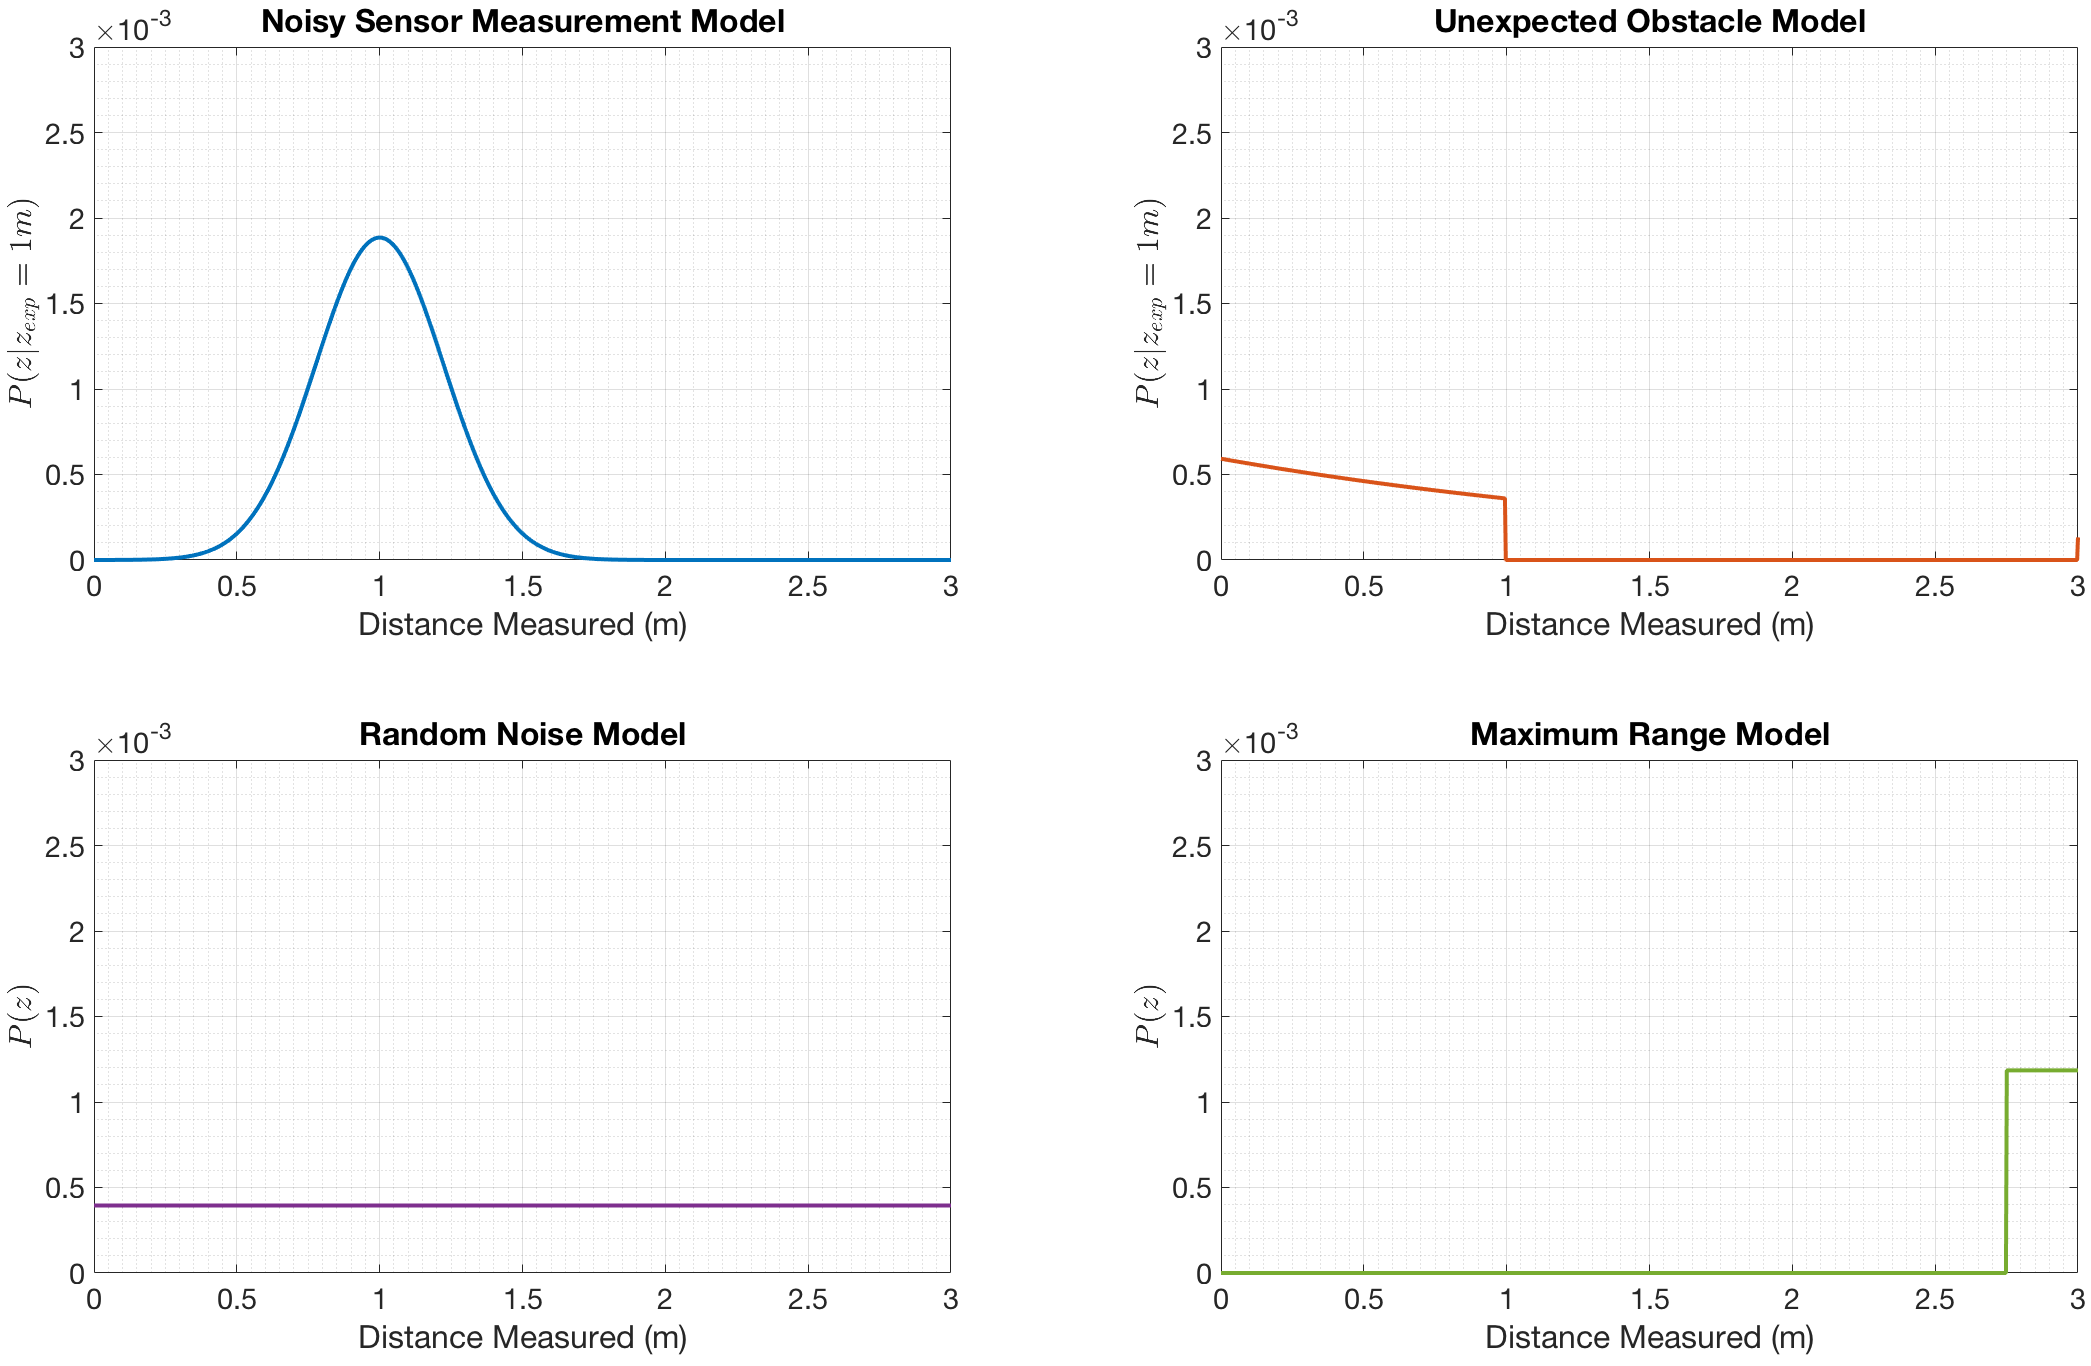 Noisy Sensor Measurement Model
×10-3
3
2.5
2
1.5
1
0.5
0
P(z|zexp = 1m)
0 0.5 1 1.5 2 2.5 3
Distance Measured (m)
Unexpected Obstacle Model
×10-3
3
2.5
2
1.5
1
0.5
0
P(z|zexp = 1m)
0 0.5 1 1.5 2 2.5 3
Distance Measured (m)
Random Noise Model
×10-3
3
2.5
2
1.5
1
0.5
0
P(z)
0 0.5 1 1.5 2 2.5 3
Distance Measured (m)
Maximum Range Model
×10-3
3
2.5
2
1.5
1
0.5
0
P(z)
0 0.5 1 1.5 2 2.5 3
Distance Measured (m)